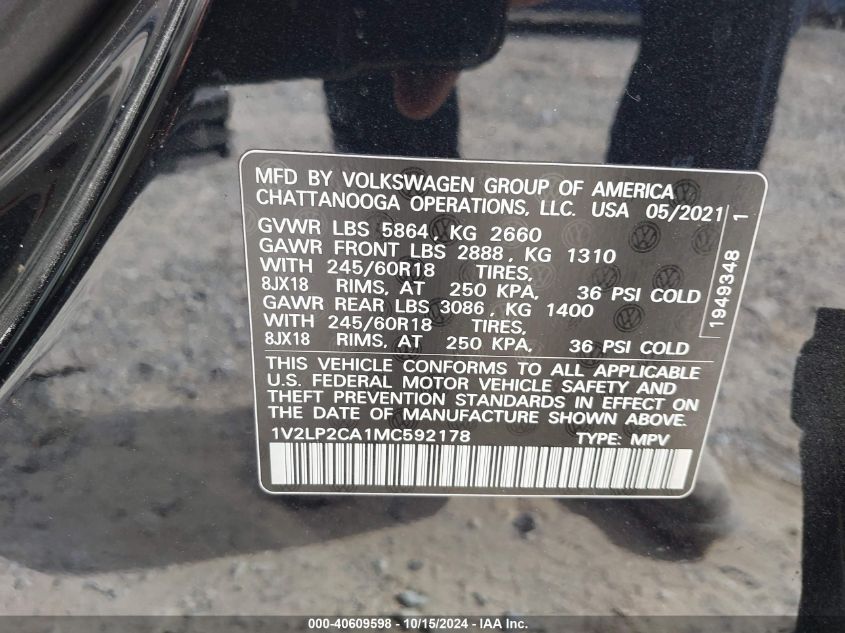 MFD BY VOLKSWAGEN GROUP OF AMERICA
CHATTANOOGA OPERATIONS, LLC. USA 05/2021
GVWR LBS 5864, KG 2660
GAWR FRONT LBS 2888, KG 1310
WITH 245/60R18 TIRES,
8JX18 RIMS, AT 250 KPA, 36 PSI COLD
GAWR REAR LBS 3086, KG 1400
WITH 245/60R18 TIRES,
8JX18 RIMS, AT 250 KPA, 36 PSI COLD
THIS VEHICLE CONFORMS TO ALL APPLICABLE
U.S. FEDERAL MOTOR VEHICLE SAFETY AND
THEFT PREVENTION STANDARDS IN EFFECT ON
THE DATE OF MANUFACTURE SHOWN ABOVE.
1V2LP2CA1MC592178 TYPE: MPV
1949348 1
000-40609598 - 10/15/2024 - IAA Inc.